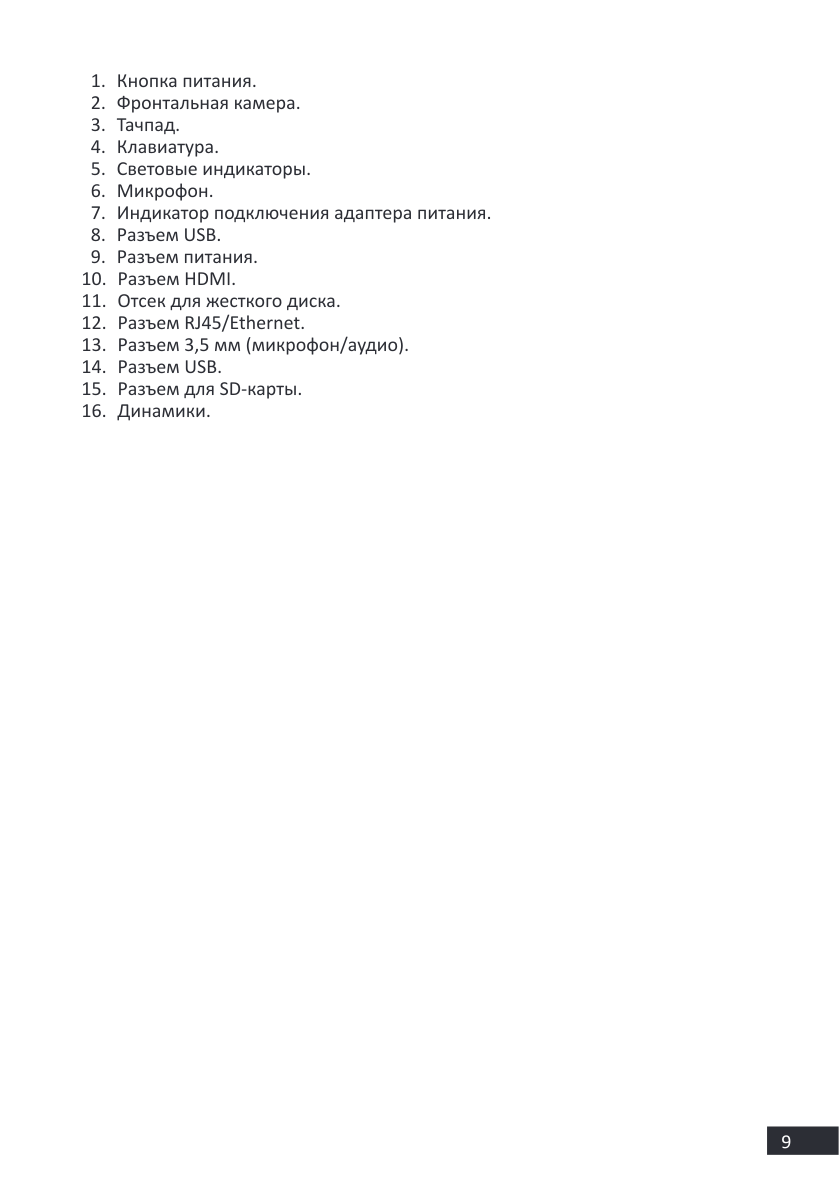 1. Кнопка питания.
2. Фронтальная камера.
3. Тачпад.
4. Клавиатура.
5. Световые индикаторы.
6. Микрофон.
7. Индикатор подключения адаптера питания.
8. Разъем USB.
9. Разъем питания.
10. Разъем HDMI.
11. Отсек для жесткого диска.
12. Разъем RJ45/Ethernet.
13. Разъем 3,5 мм (микрофон/аудио).
14. Разъем USB.
15. Разъем для SD-карты.
16. Динамики.
9